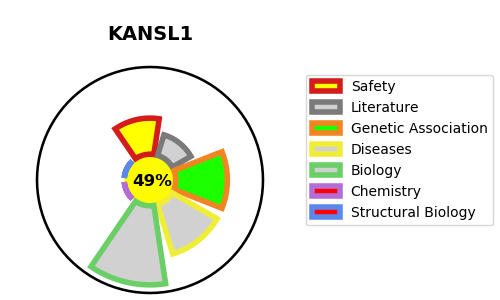 KANSL1
49%
Safety
Literature
Genetic Association
Diseases
Biology
Chemistry
Structural Biology